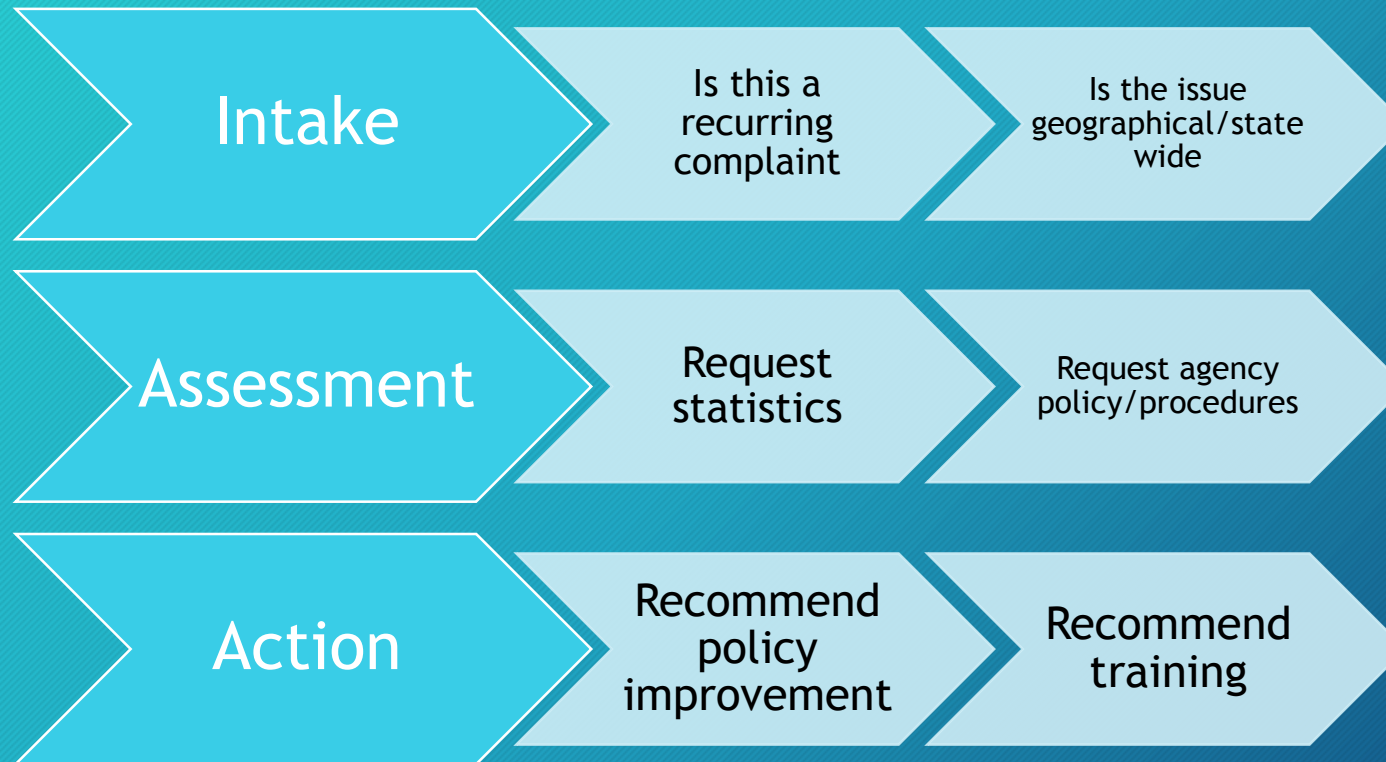 Intake
Is this a
recurring
complaint
Is the issue
geographical/state
wide
Assessment
Request
statistics
Request agency
policy/procedures
Action
Recommend
policy
improvement
Recommend
training